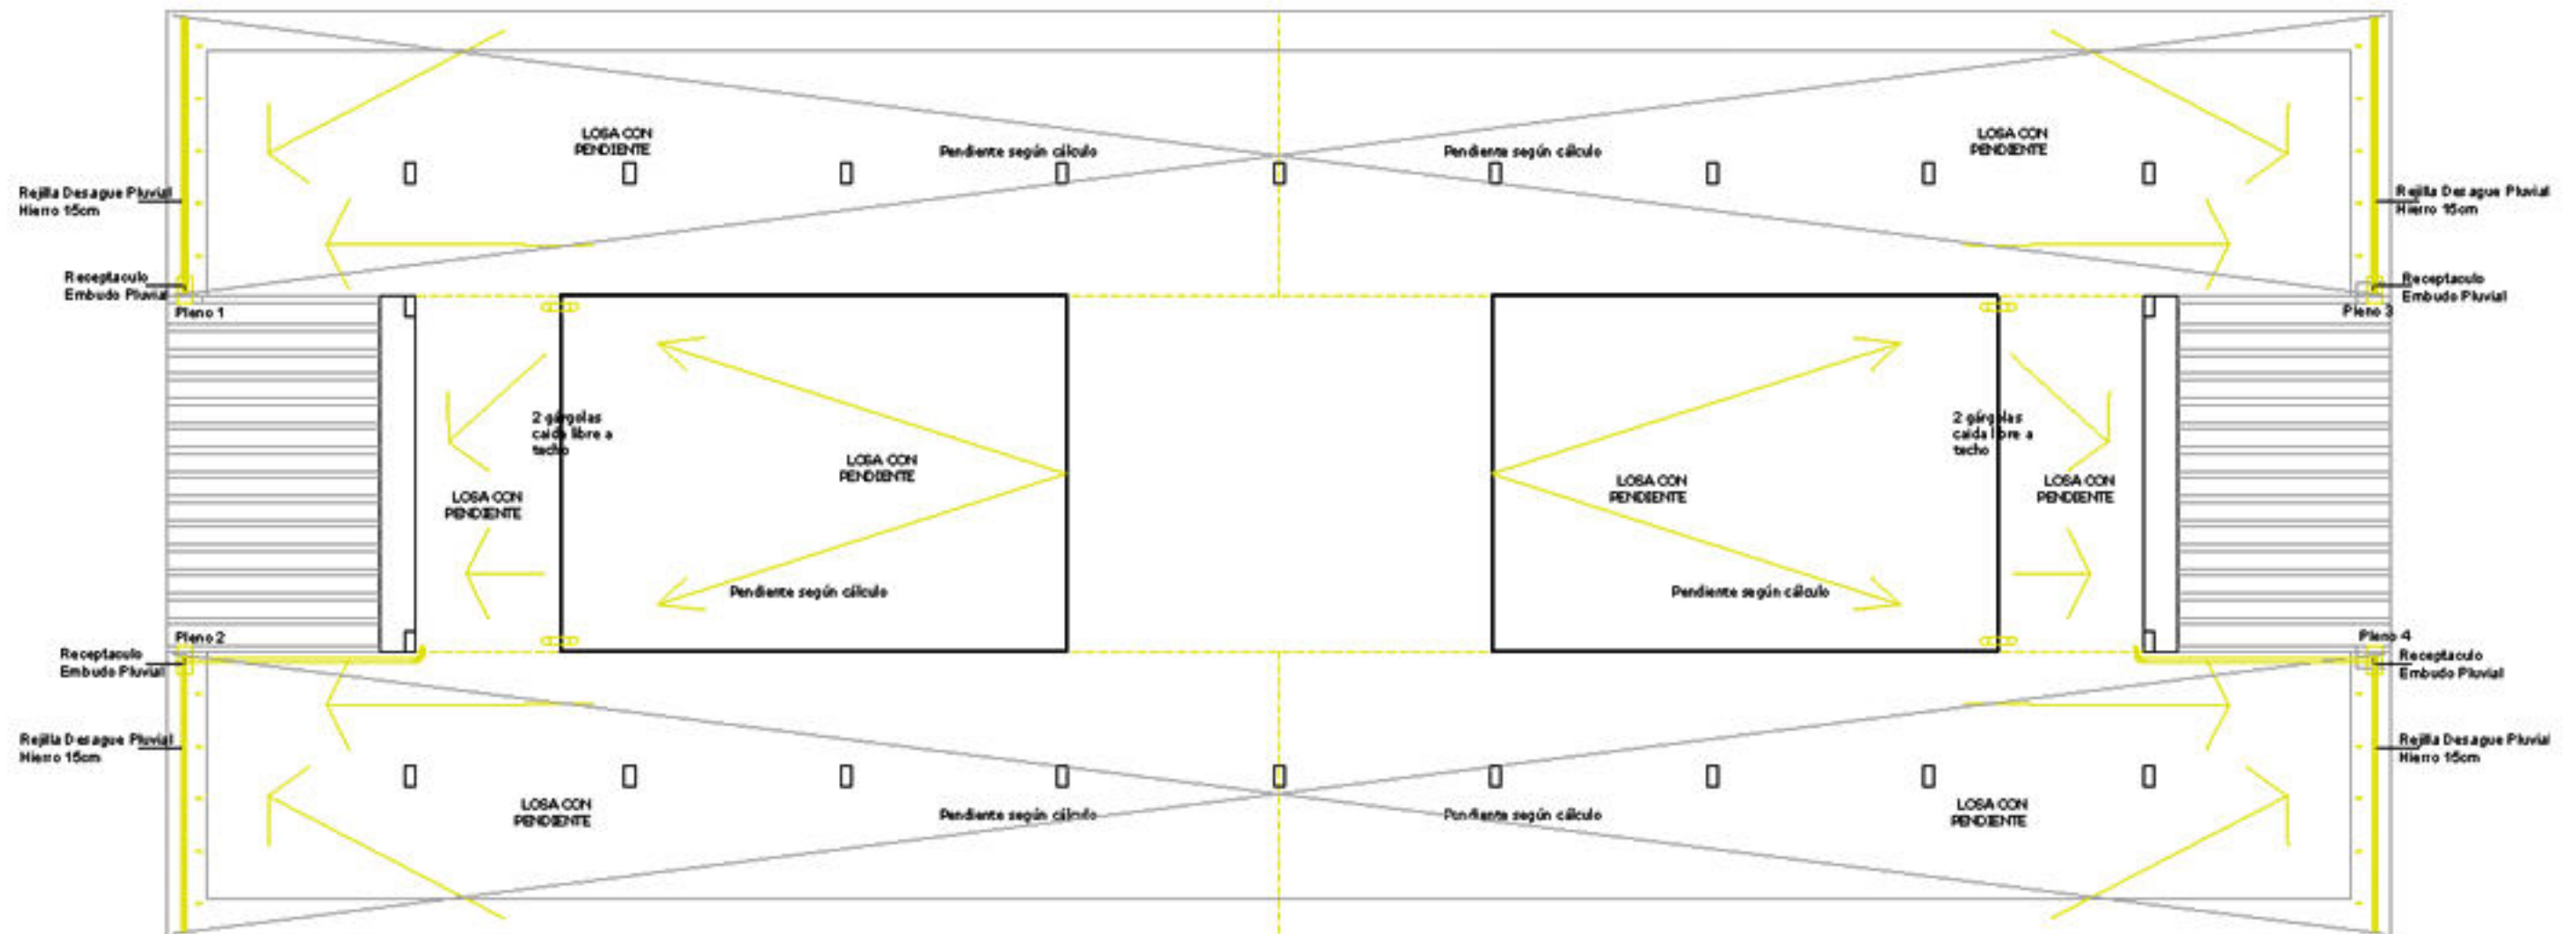 LOSA CON
PENDIENTE
Pendiente según cálculo
Pendiente según cálculo
LOSA CON
PENDIENTE
Rejilla Desague Pluvial
Hierro 15cm
Rejilla Desague Pluvial
Hierro 15cm
Receptaculo
Embudo Pluvial
Receptaculo
Embudo Pluvial
Pleno 1
Pleno 3
2 gárgolas
caida libre a
techo
2 gárgolas
caida libre a
techo
LOSA CON
PENDIENTE
LOSA CON
PENDIENTE
LOSA CON
PENDIENTE
LOSA CON
PENDIENTE
Pendiente según cálculo
Pendiente según cálculo
Pleno 2
Pleno 4
Receptaculo
Embudo Pluvial
Receptaculo
Embudo Pluvial
Rejilla Desague Pluvial
Hierro 15cm
Rejilla Desague Pluvial
Hierro 15cm
LOSA CON
PENDIENTE
Pendiente según cálculo
Pendiente según cálculo
LOSA CON
PENDIENTE